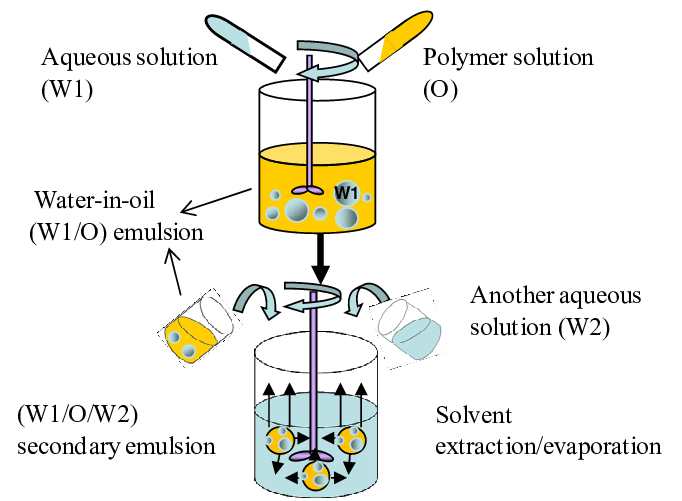 Aqueous solution
(W1)
Polymer solution
(O)
W1
Water-in-oil
(W1/O) emulsion
Another aqueous
solution (W2)
(W1/O/W2)
secondary emulsion
Solvent
extraction/evaporation